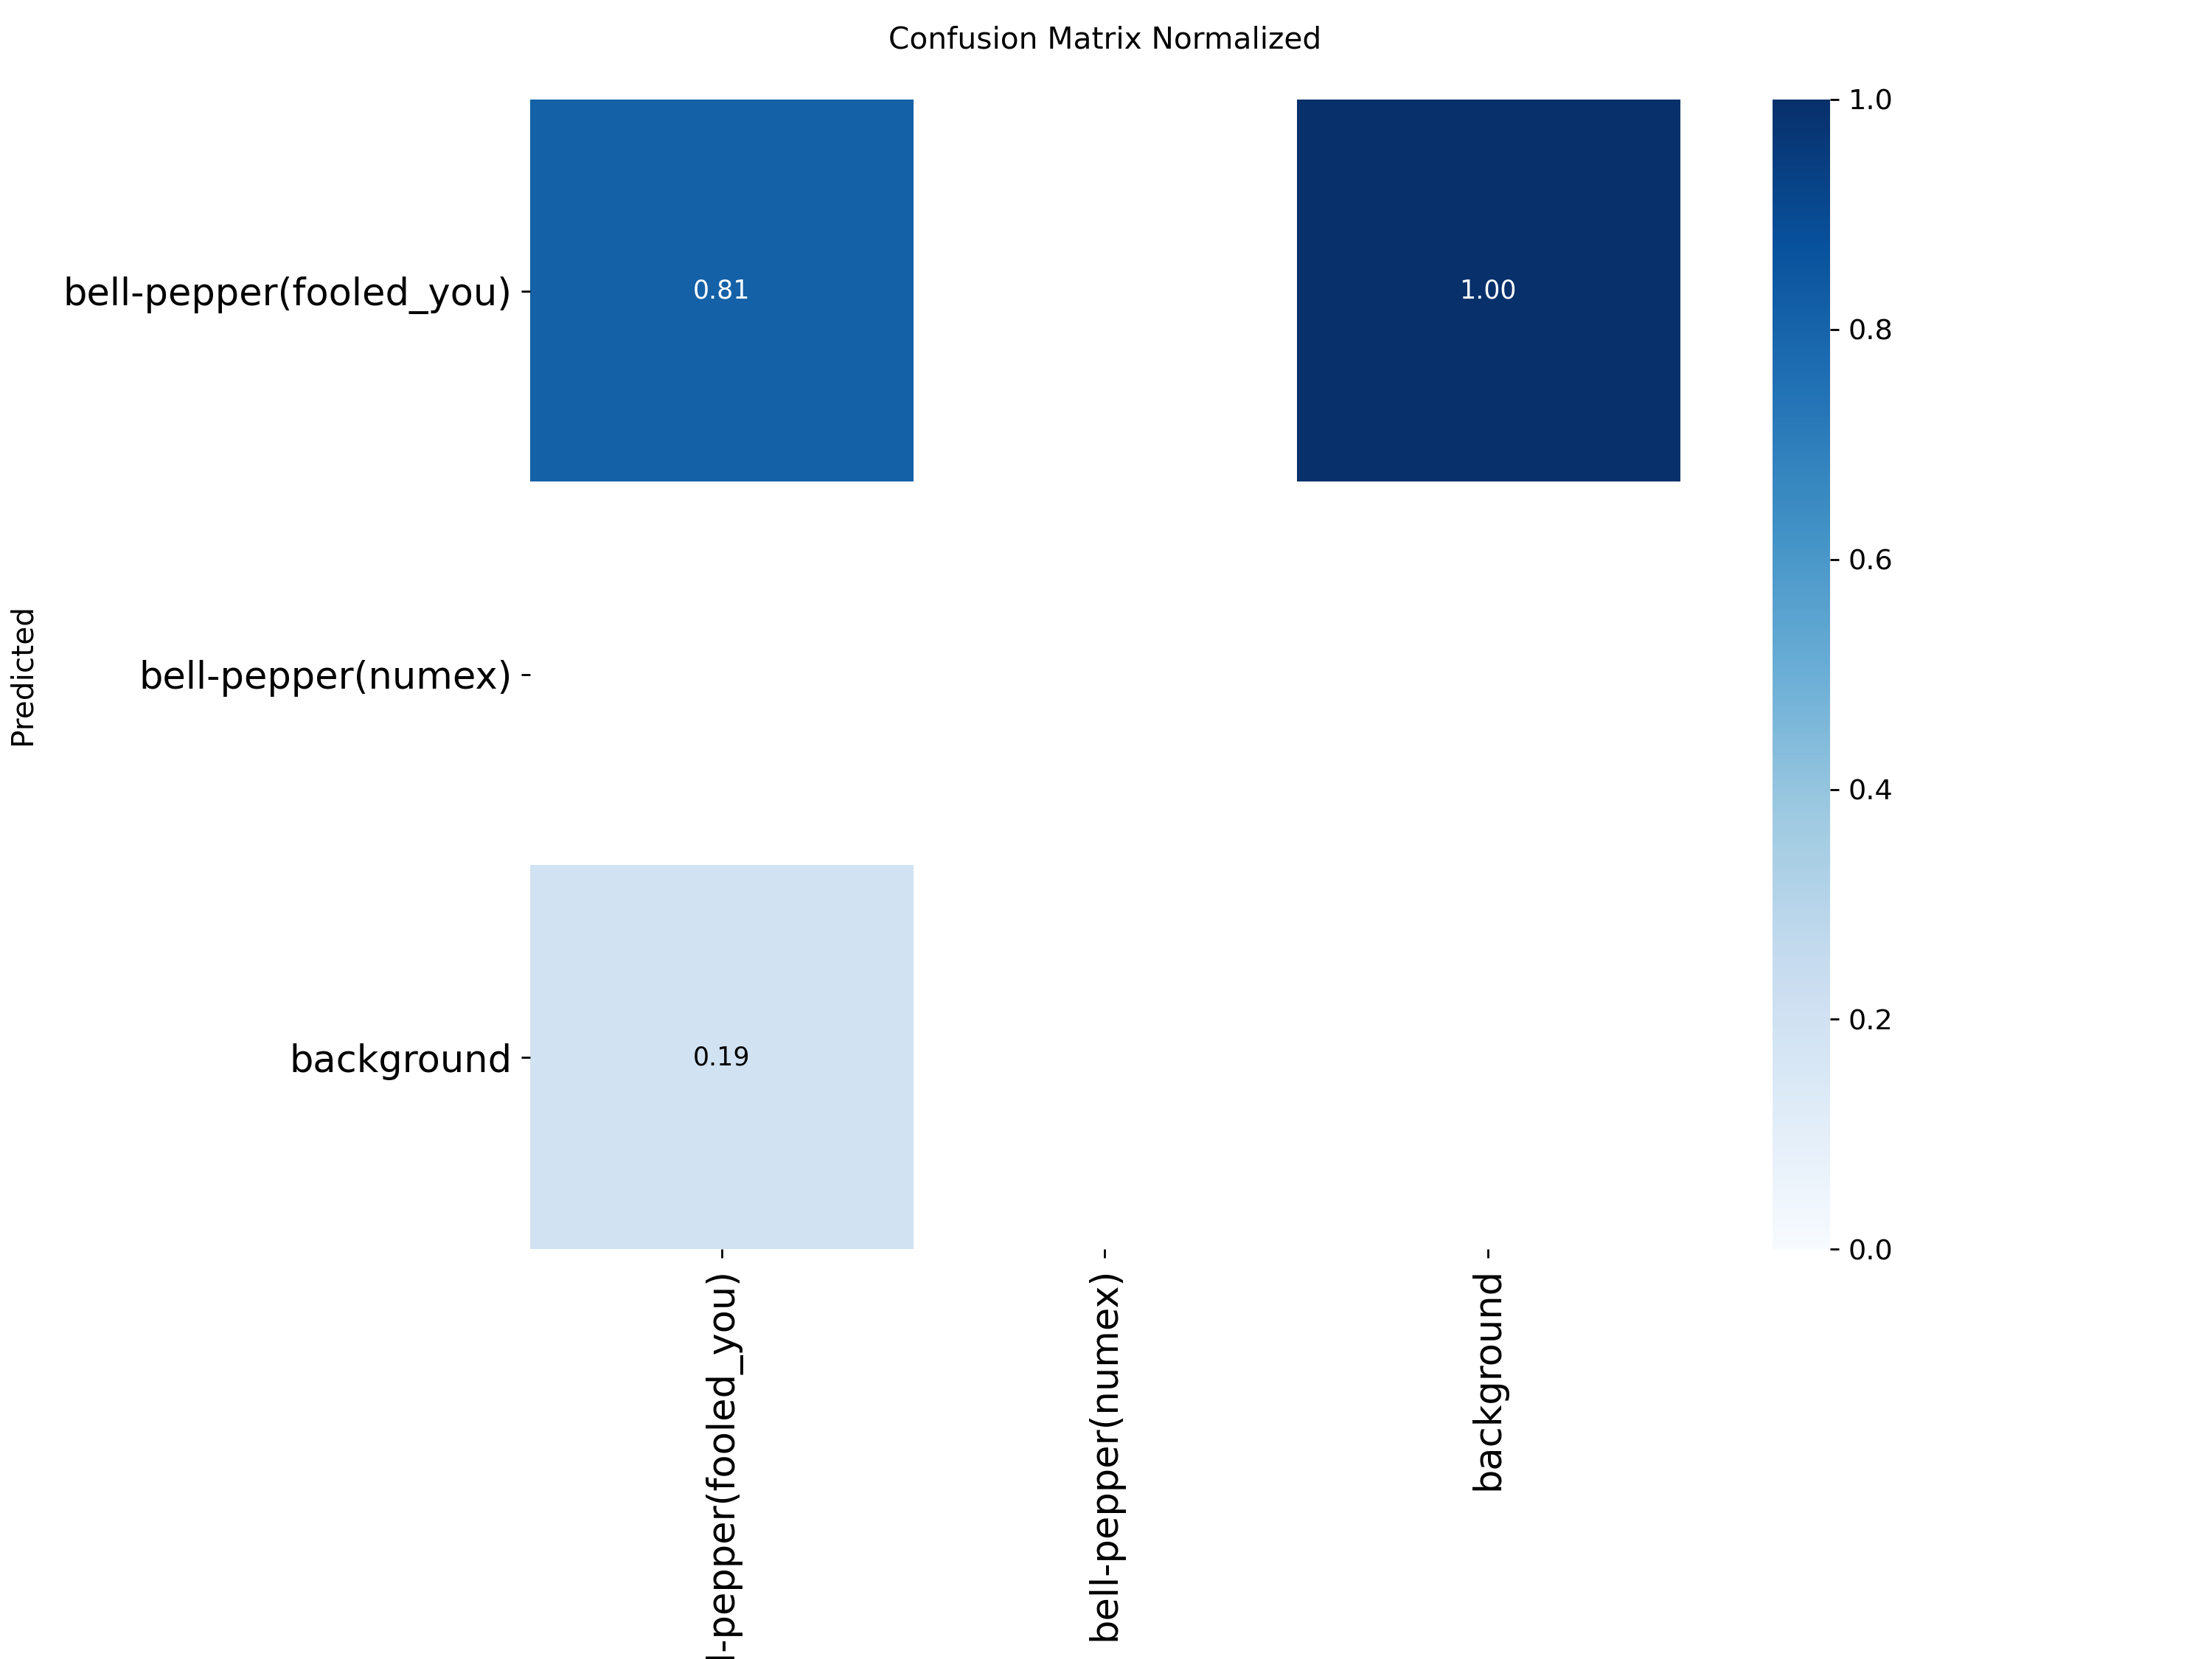 Confusion Matrix Normalized
1.0
bell-pepper(fooled_you)
0.81
1.00
0.8
0.6
Predicted
bell-pepper(numex)
0.4
background
0.19
0.2
0.0
l-pepper(fooled_you)
bell-pepper(numex)
background